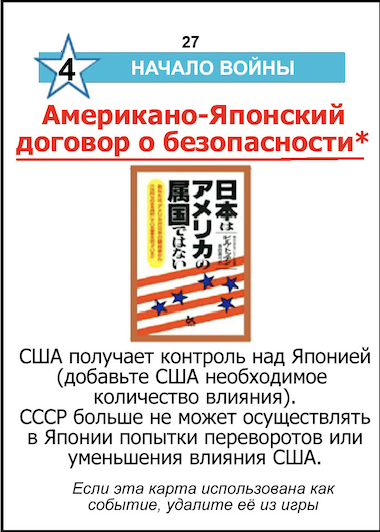 27
4
НАЧАЛО ВОЙНЫ
Американо-Японский
договор о безопасности*
日本は
アメリカの
属国ではない
США получает контроль над Японией
(добавьте США необходимое
количество влияния).
СССР больше не может осуществлять
в Японии попытки переворотов или
уменьшения влияния США.
Если эта карта использована как
событие, удалите её из игры